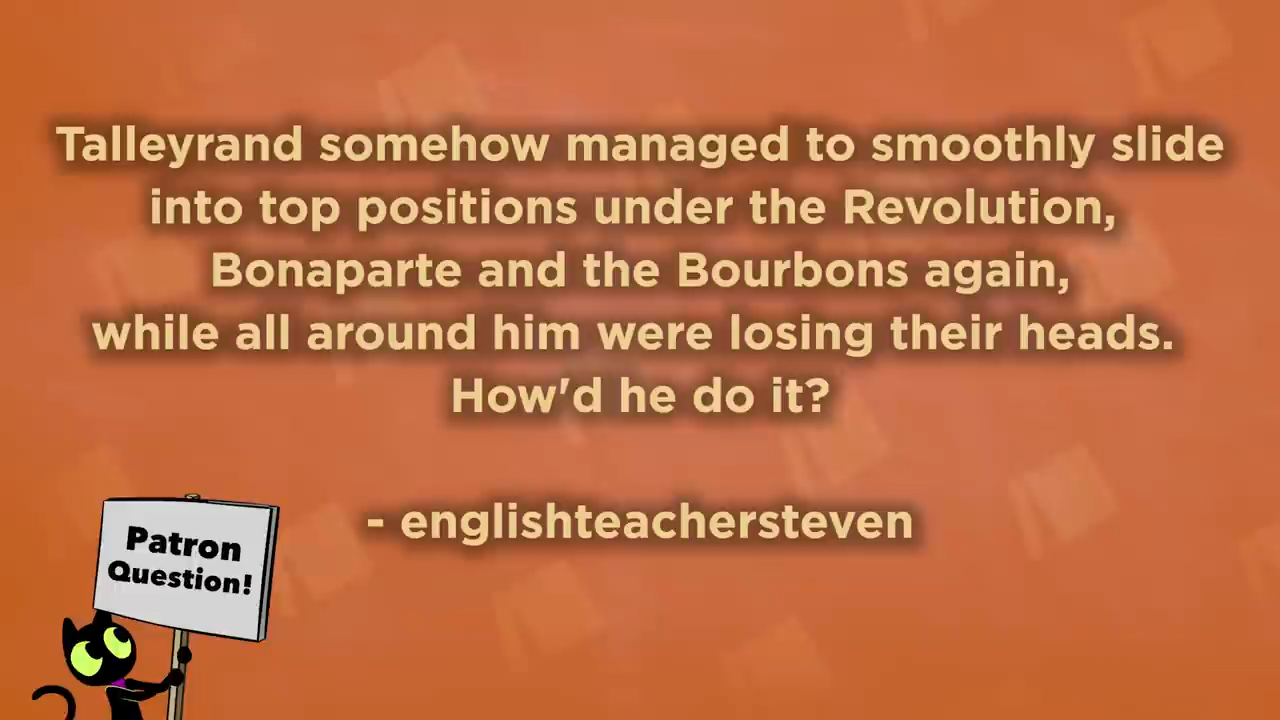 Talleyrand somehow managed to smoothly slide
into top positions under the Revolution,
Bonaparte and the Bourbons again,
while all around him were losing their heads.
How'd he do it?
- englishteachersteven
Patron
Question!